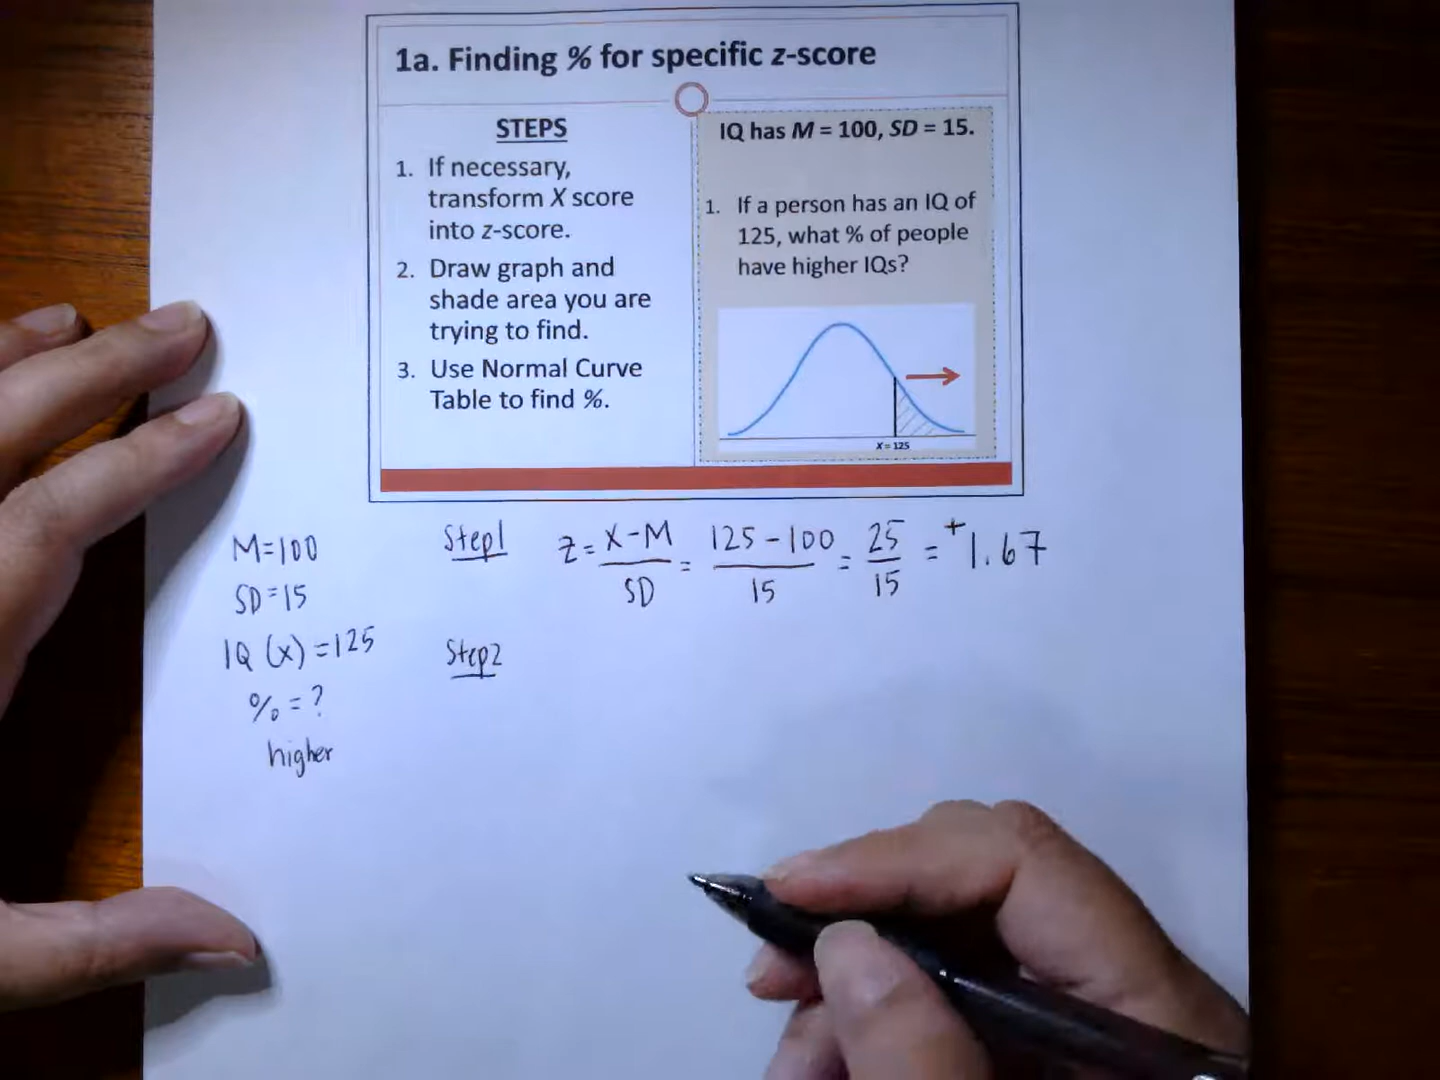 1a. Finding % for specific z-score
STEPS
1. If necessary,
transform X score
into z-score.
2. Draw graph and
shade area you are
trying to find.
3. Use Normal Curve
Table to find %.
IQ has M = 100, SD = 15.
1. If a person has an IQ of
125, what % of people
have higher IQs?
X = 125
M=100
SD=15
IQ (x) =125
% = ?
higher
Step1
z = X-M / SD = 125-100 / 15 = 25 / 15 = +1.67
Step2